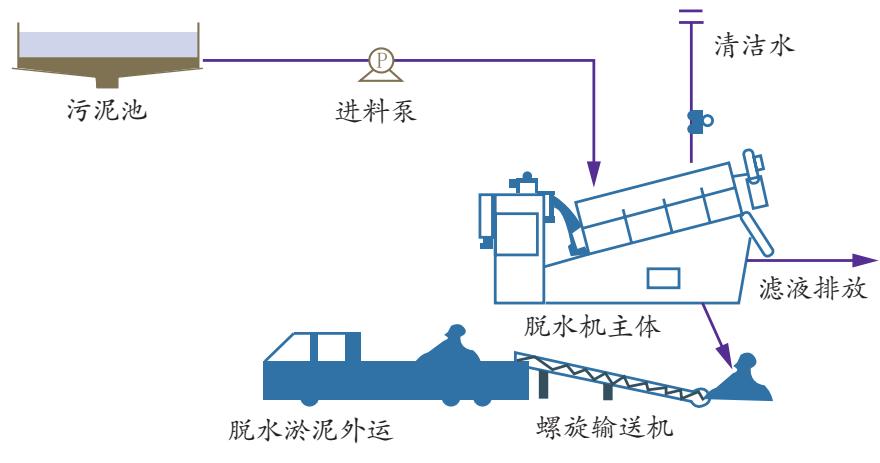 清洁水
P
污泥池
进料泵
滤液排放
脱水机主体
脱水淤泥外运
螺旋输送机